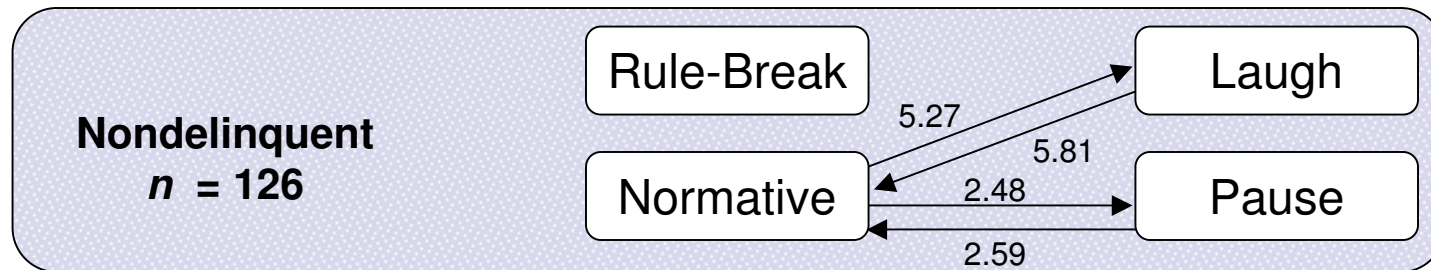 Rule-Break
Laugh
5.27
Nondelinquent
n = 126
5.81
Normative
2.48
Pause
2.59